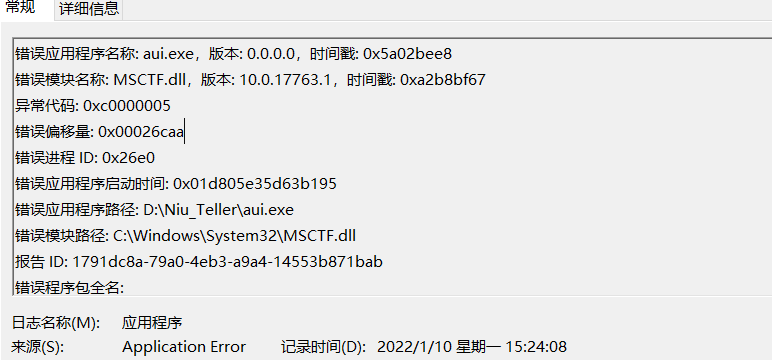 常规 详细信息
错误应用程序名称: aui.exe，版本: 0.0.0.0，时间戳: 0x5a02bee8
错误模块名称: MSCTF.dll，版本: 10.0.17763.1，时间戳: 0xa2b8bf67
异常代码: 0xc0000005
错误偏移量: 0x00026caa
错误进程 ID: 0x26e0
错误应用程序启动时间: 0x01d805e35d63b195
错误应用程序路径: D:\Niu_Teller\aui.exe
错误模块路径: C:\Windows\System32\MSCTF.dll
报告 ID: 1791dc8a-79a0-4eb3-a9a4-14553b871bab
错误程序包全名:
日志名称(M): 应用程序
来源(S): Application Error 记录时间(D): 2022/1/10 星期一 15:24:08